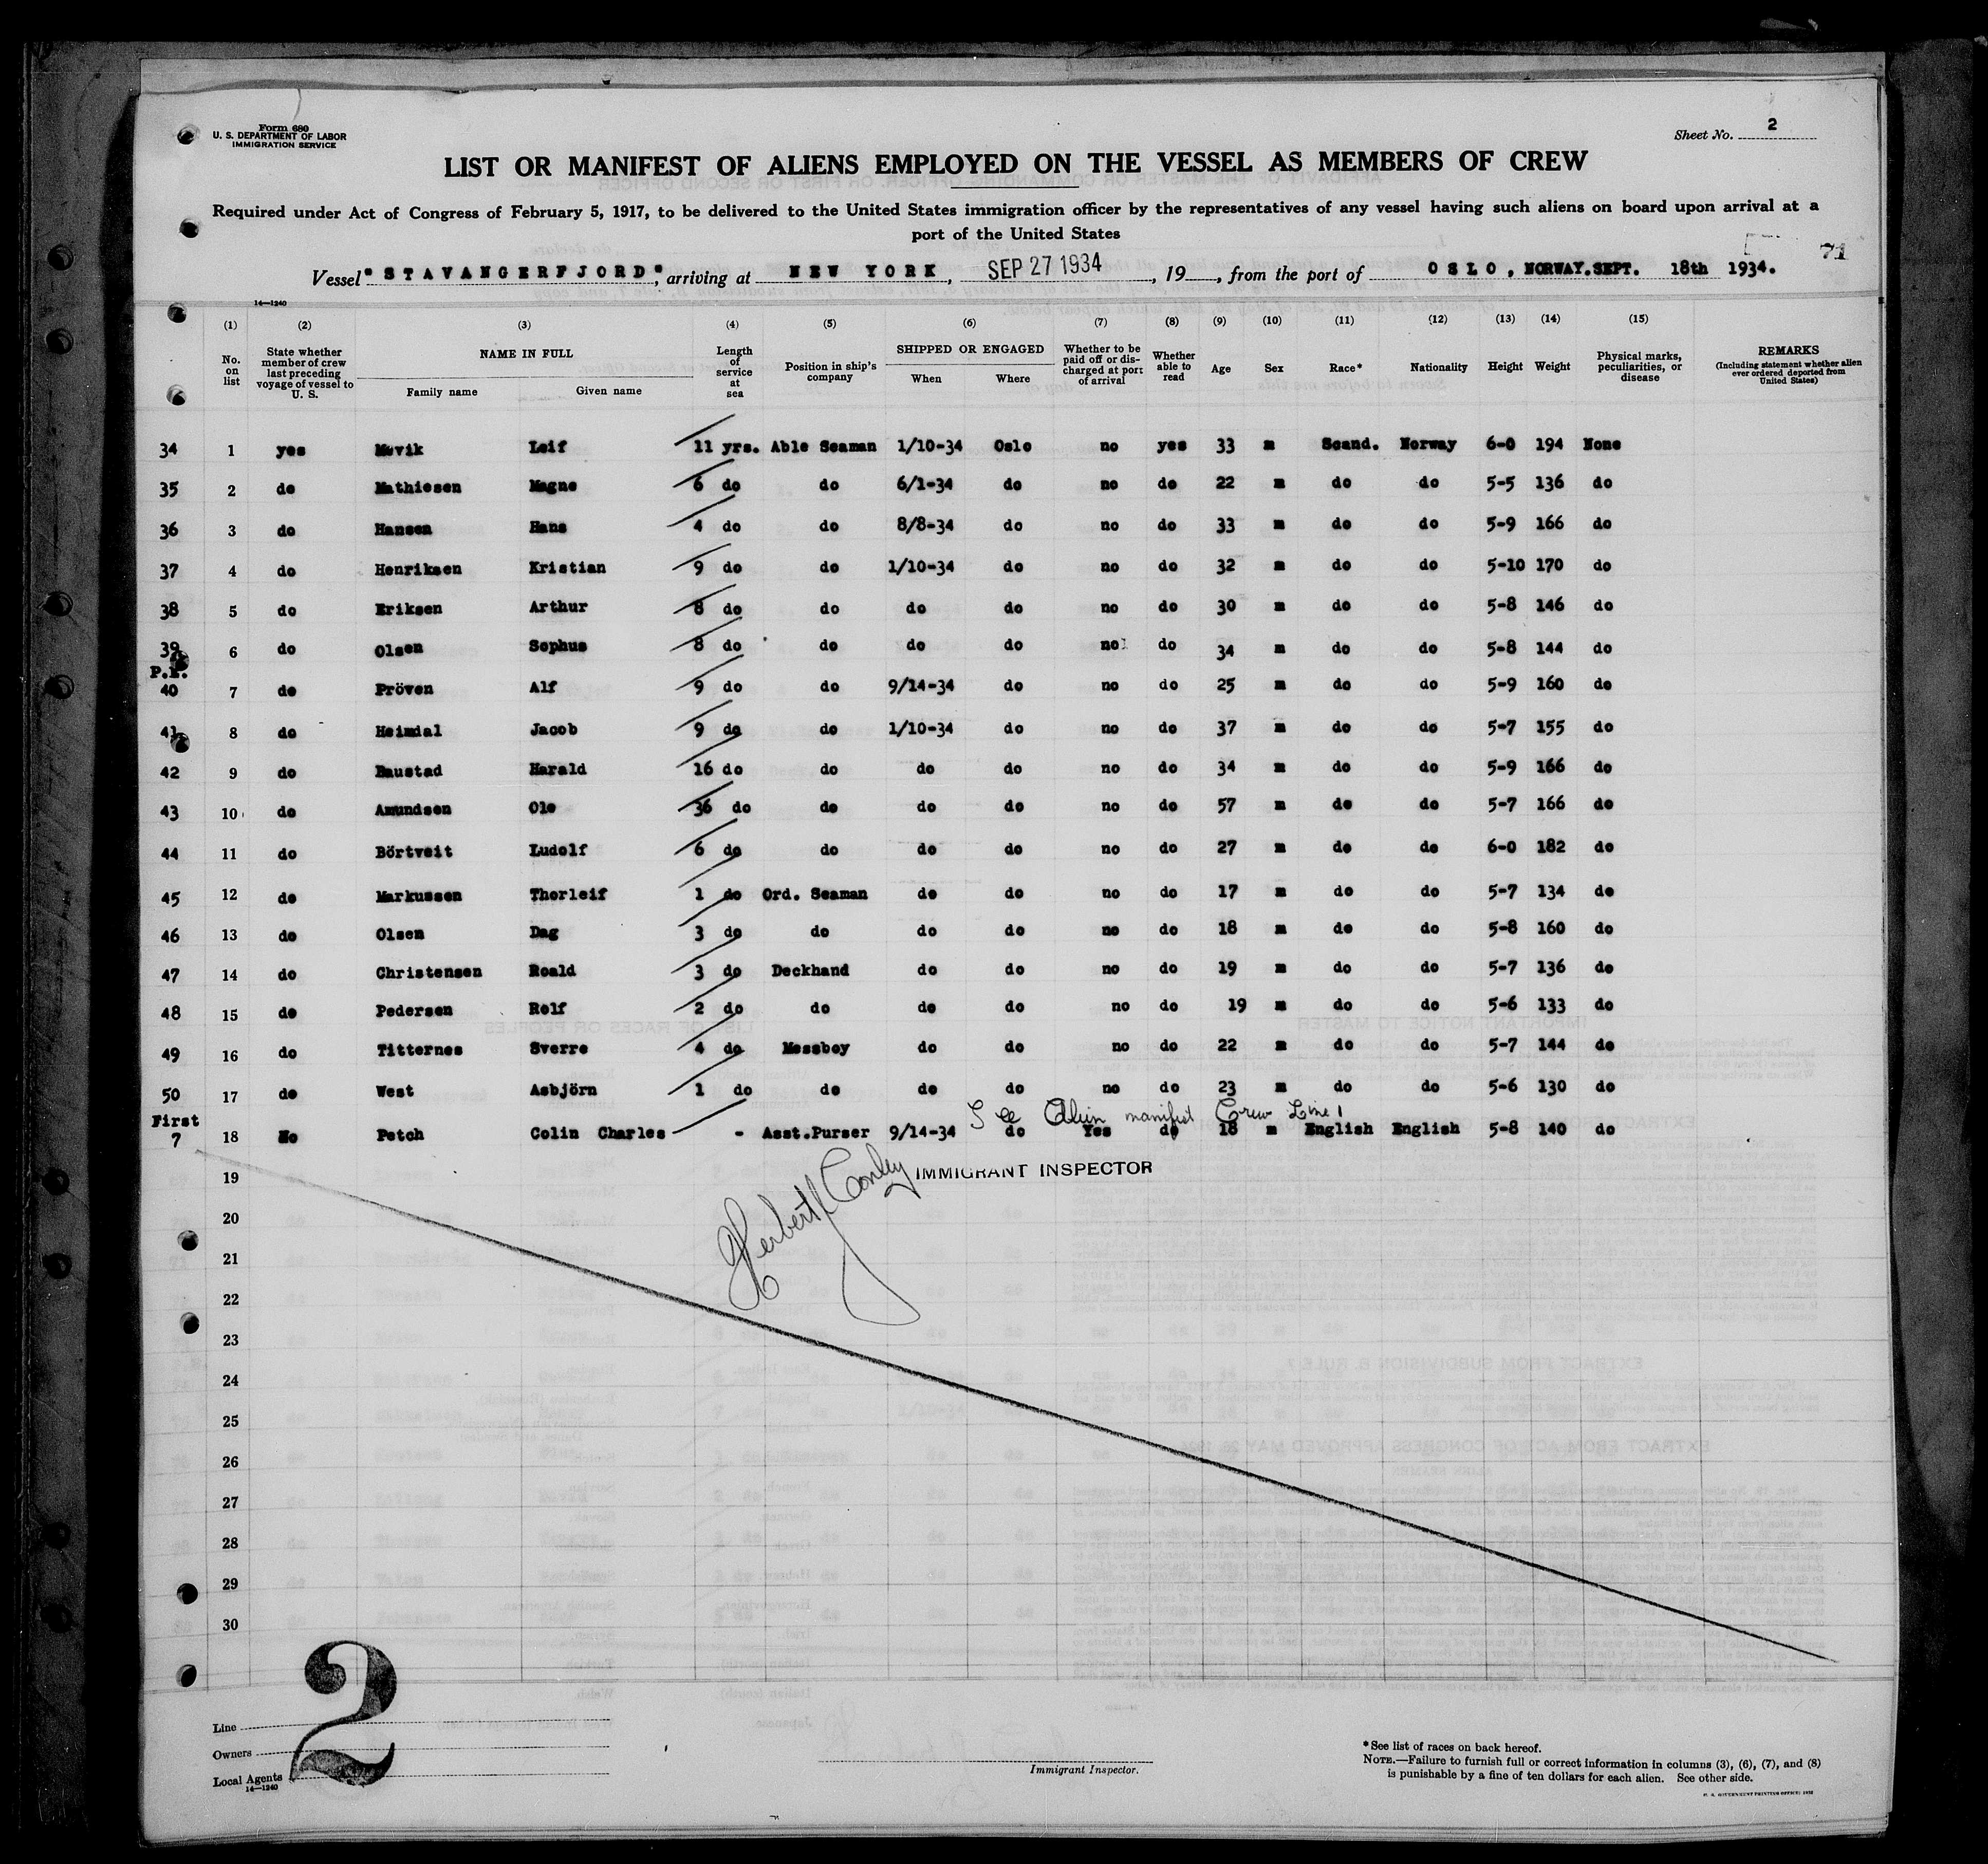 Form 680
U. S. DEPARTMENT OF LABOR
IMMIGRATION SERVICE
Sheet No. 2
LIST OR MANIFEST OF ALIENS EMPLOYED ON THE VESSEL AS MEMBERS OF CREW
Required under Act of Congress of February 5, 1917, to be delivered to the United States immigration officer by the representatives of any vessel having such aliens on board upon arrival at a
port of the United States
71
Vessel "STAVANGERFJORD", arriving at NEW YORK, SEP 27 1934, 19, from the port of OSLO, NORWAY. SEPT. 18th 1934.
14—1240
(1) (2) (3) (4) (5) (6) (7) (8) (9) (10) (11) (12) (13) (14) (15)
No. on list
State whether member of crew last preceding voyage of vessel to U. S.
NAME IN FULL
Family name
Given name
Length of service at sea
Position in ship's company
SHIPPED OR ENGAGED
When
Where
Whether to be paid off or discharged at port of arrival
Whether able to read
Age
Sex
Race*
Nationality
Height
Weight
Physical marks, peculiarities, or disease
REMARKS
(Including statement whether alien ever ordered deported from United States)
34 1 yes Mevik Leif 11 yrs. Able Seaman 1/10-34 Oslo no yes 33 m Scand. Norway 6-0 194 None
35 2 do Mathiesen Magne 6 do do 6/1-34 do no do 22 m do do 5-5 136 do
36 3 do Hansen Hans 4 do do 8/8-34 do no do 33 m do do 5-9 166 do
37 4 do Henriksen Kristian 9 do do 1/10-34 do no do 32 m do do 5-10 170 do
38 5 do Eriksen Arthur 8 do do do do no do 30 m do do 5-8 146 do
39 6 do Olsen Sophus 8 do do do do no do 34 m do do 5-8 144 do
P.P.
40 7 do Pröven Alf 9 do do 9/14-34 do no do 25 m do do 5-9 160 do
41 8 do Heimdal Jacob 9 do do 1/10-34 do no do 37 m do do 5-7 155 do
42 9 do Baustad Harald 16 do do do do no do 34 m do do 5-9 166 do
43 10 do Amundsen Ole 36 do do do do no do 57 m do do 5-7 166 do
44 11 do Börtveit Ludolf 6 do do do do no do 27 m do do 6-0 182 do
45 12 do Markussen Thorleif 1 do Ord. Seaman do do no do 17 m do do 5-7 134 do
46 13 do Olsen Dag 3 do do do do no do 18 m do do 5-8 160 do
47 14 do Christensen Roald 3 do Deckhand do do no do 19 m do do 5-7 136 do
48 15 do Pedersen Rolf 2 do do do do no do 19 m do do 5-6 133 do
49 16 do Titternes Sverre 4 do Messboy do do no do 22 m do do 5-7 144 do
50 17 do West Asbjörn 1 do do do do no do 23 m do do 5-6 130 do
See Alien manifest Crew Line 1
First
7 18 No Petch Colin Charles - Asst.Purser 9/14-34 do Yes do 18 m English English 5-8 140 do
Herbert J Conley IMMIGRANT INSPECTOR
19
20
21
22
23
24
25
26
27
28
29
30
2
Line
Owners
Local Agents
14—1240
Immigrant Inspector.
*See list of races on back hereof.
NOTE.—Failure to furnish full or correct information in columns (3), (6), (7), and (8)
is punishable by a fine of ten dollars for each alien. See other side.
U. S. GOVERNMENT PRINTING OFFICE: 1932